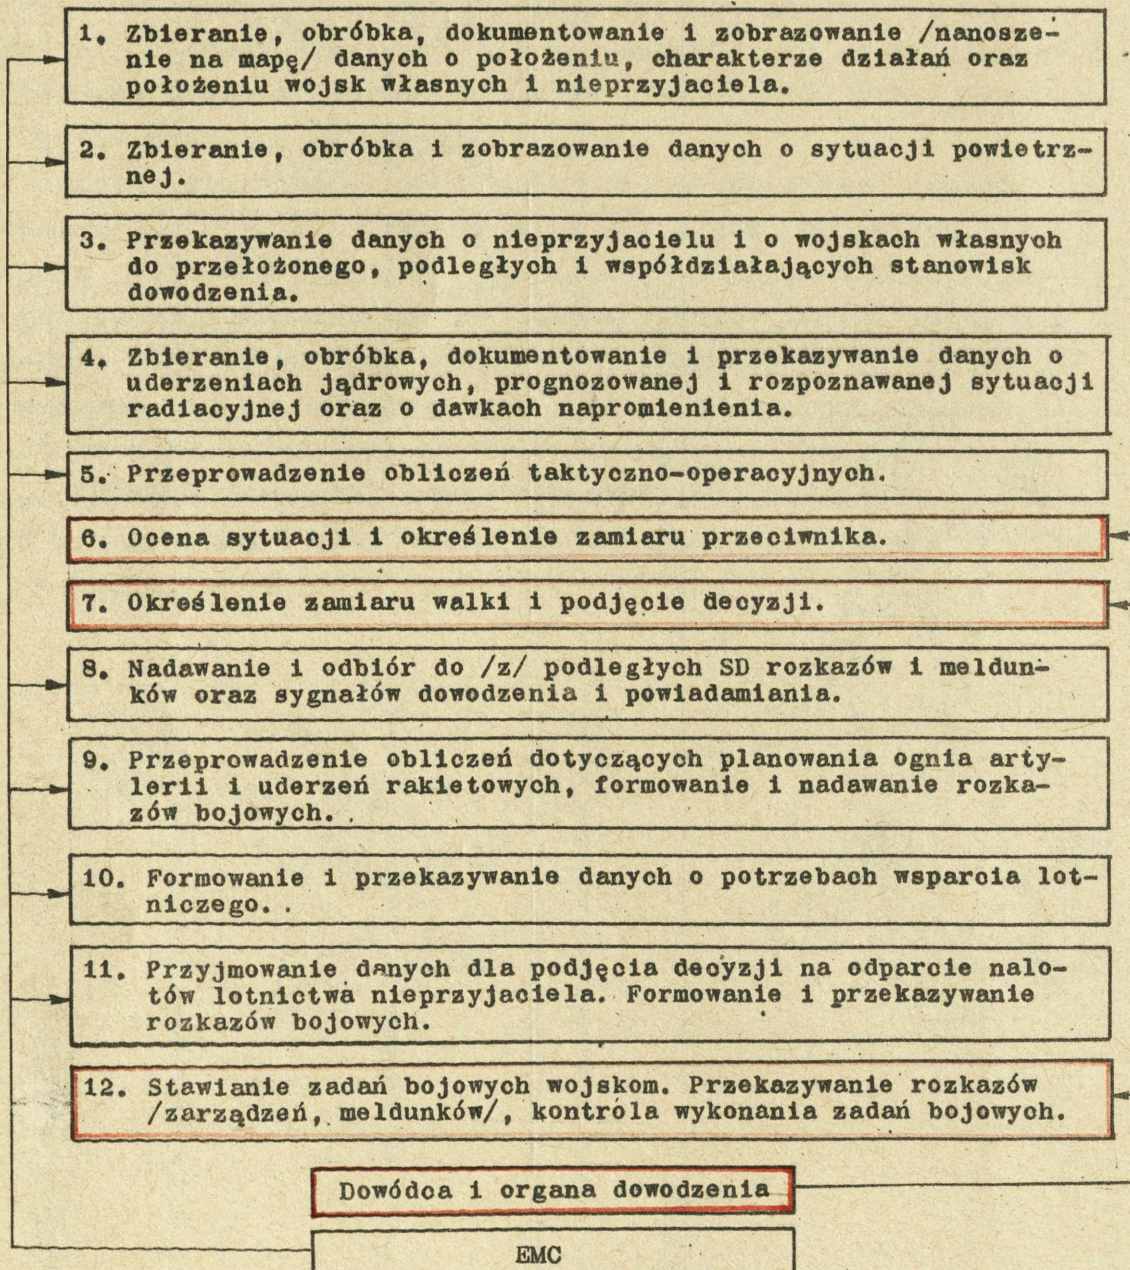 1. Zbieranie, obróbka, dokumentowanie i zobrazowanie /nanosze-
nie na mapę/ danych o położeniu, charakterze działań oraz
położeniu wojsk własnych i nieprzyjaciela.
2. Zbieranie, obróbka i zobrazowanie danych o sytuacji powietrz-
nej.
3. Przekazywanie danych o nieprzyjacielu i o wojskach własnych
do przełożonego, podległych i współdziałających stanowisk
dowodzenia.
4. Zbieranie, obróbka, dokumentowanie i przekazywanie danych o
uderzeniach jądrowych, prognozowanej i rozpoznawanej sytuacji
radiacyjnej oraz o dawkach napromienienia.
5. Przeprowadzenie obliczeń taktyczno-operacyjnych.
6. Ocena sytuacji i określenie zamiaru przeciwnika.
7. Określenie zamiaru walki i podjęcie decyzji.
8. Nadawanie i odbiór do /z/ podległych SD rozkazów i meldun-
ków oraz sygnałów dowodzenia i powiadamiania.
9. Przeprowadzenie obliczeń dotyczących planowania ognia arty-
lerii i uderzeń rakietowych, formowanie i nadawanie rozka-
zów bojowych.
10. Formowanie i przekazywanie danych o potrzebach wsparcia lot-
niczego.
11. Przyjmowanie danych dla podjęcia decyzji na odparcie nalo-
tów lotnictwa nieprzyjaciela. Formowanie i przekazywanie
rozkazów bojowych.
12. Stawianie zadań bojowych wojskom. Przekazywanie rozkazów
/zarządzeń, meldunków/, kontrola wykonania zadań bojowych.
Dowódca i organa dowodzenia
EMC